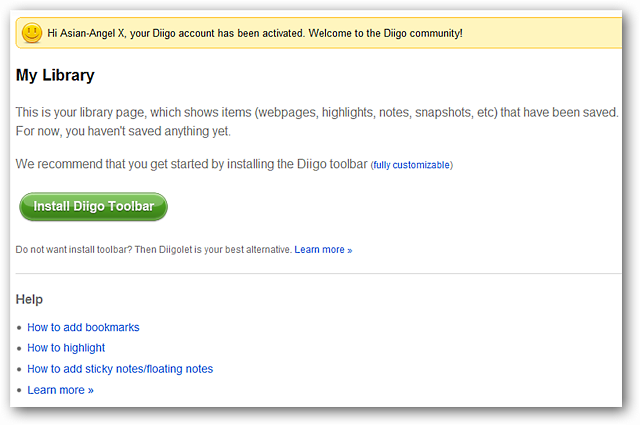 Hi Asian-Angel X, your Diigo account has been activated. Welcome to the Diigo community!
My Library
This is your library page, which shows items (webpages, highlights, notes, snapshots, etc) that have been saved.
For now, you haven't saved anything yet.
We recommend that you get started by installing the Diigo toolbar (fully customizable)
Install Diigo Toolbar
Do not want install toolbar? Then Diigolet is your best alternative. Learn more »
Help
• How to add bookmarks
• How to highlight
• How to add sticky notes/floating notes
• Learn more »